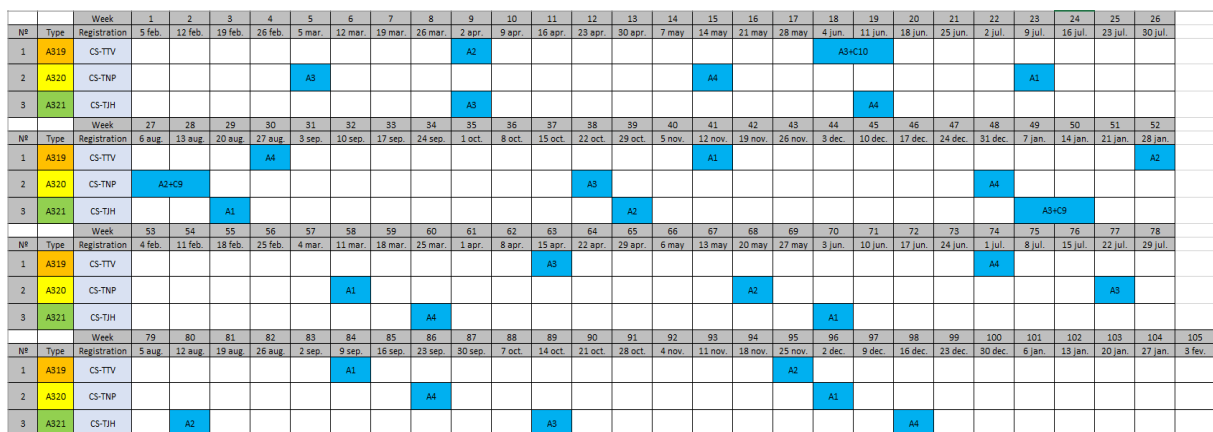 Week 1 2 3 4 5 6 7 8 9 10 11 12 13 14 15 16 17 18 19 20 21 22 23 24 25 26
Nº Type Registration 5 feb. 12 feb. 19 feb. 26 feb. 5 mar. 12 mar. 19 mar. 26 mar. 2 apr. 9 apr. 16 apr. 23 apr. 30 apr. 7 may 14 may 21 may 28 may 4 jun. 11 jun. 18 jun. 25 jun. 2 jul. 9 jul. 16 jul. 23 jul. 30 jul.
1 A319 CS-TTV A2 A3+C10
2 A320 CS-TNP A3 A4 A1
3 A321 CS-TJH A3 A4
Week 27 28 29 30 31 32 33 34 35 36 37 38 39 40 41 42 43 44 45 46 47 48 49 50 51 52
6 aug. 13 aug. 20 aug. 27 aug. 3 sep. 10 sep. 17 sep. 24 sep. 1 oct. 8 oct. 15 oct. 22 oct. 29 oct. 5 nov. 12 nov. 19 nov. 26 nov. 3 dec. 10 dec. 17 dec. 24 dec. 31 dec. 7 jan. 14 jan. 21 jan. 28 jan.
Nº Type Registration
1 A319 CS-TTV A4 A1 A2
2 A320 CS-TNP A2+C9 A3 A4
3 A321 CS-TJH A1 A2 A3+C9
Week 53 54 55 56 57 58 59 60 61 62 63 64 65 66 67 68 69 70 71 72 73 74 75 76 77 78
Nº Type Registration 4 feb. 11 feb. 18 feb. 25 feb. 4 mar. 11 mar. 18 mar. 25 mar. 1 apr. 8 apr. 15 apr. 22 apr. 29 apr. 6 may 13 may 20 may 27 may 3 jun. 10 jun. 17 jun. 24 jun. 1 jul. 8 jul. 15 jul. 22 jul. 29 jul.
1 A319 CS-TTV A3 A4
2 A320 CS-TNP A1 A2 A3
3 A321 CS-TJH A4 A1
Week 79 80 81 82 83 84 85 86 87 88 89 90 91 92 93 94 95 96 97 98 99 100 101 102 103 104 105
Nº Type Registration 5 aug. 12 aug. 19 aug. 26 aug. 2 sep. 9 sep. 16 sep. 23 sep. 30 sep. 7 oct. 14 oct. 21 oct. 28 oct. 4 nov. 11 nov. 18 nov. 25 nov. 2 dec. 9 dec. 16 dec. 23 dec. 30 dec. 6 jan. 13 jan. 20 jan. 27 jan. 3 fev.
1 A319 CS-TTV A1 A2
2 A320 CS-TNP A4 A1
3 A321 CS-TJH A2 A3 A4